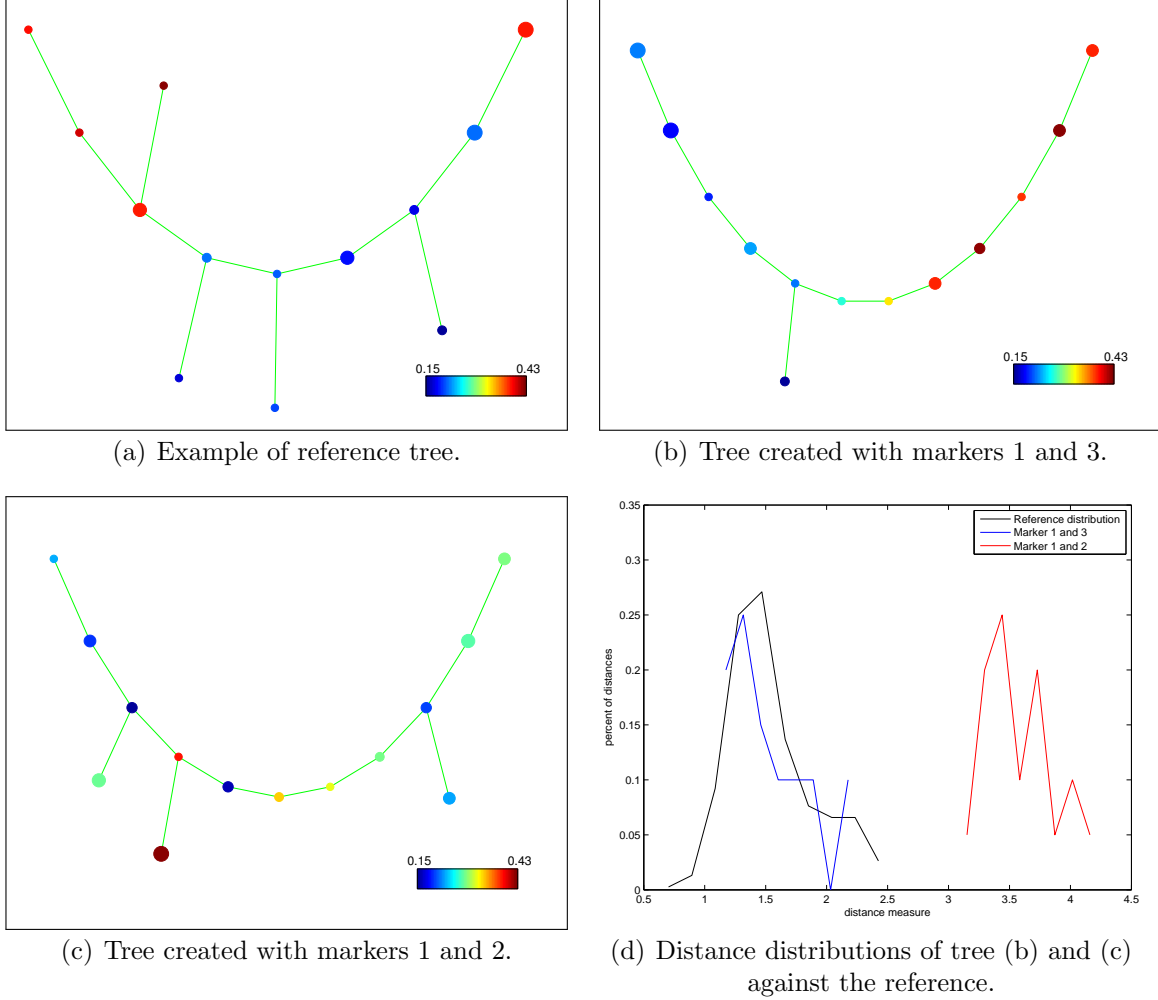 0.15 0.43
(a) Example of reference tree.
0.15 0.43
(b) Tree created with markers 1 and 3.
0.15 0.43
(c) Tree created with markers 1 and 2.
0.35
0.3
0.25
0.2
0.15
0.1
0.05
0
percent of distances
Reference distribution
Marker 1 and 3
Marker 1 and 2
0.5 1 1.5 2 2.5 3 3.5 4 4.5
distance measure
(d) Distance distributions of tree (b) and (c)
against the reference.